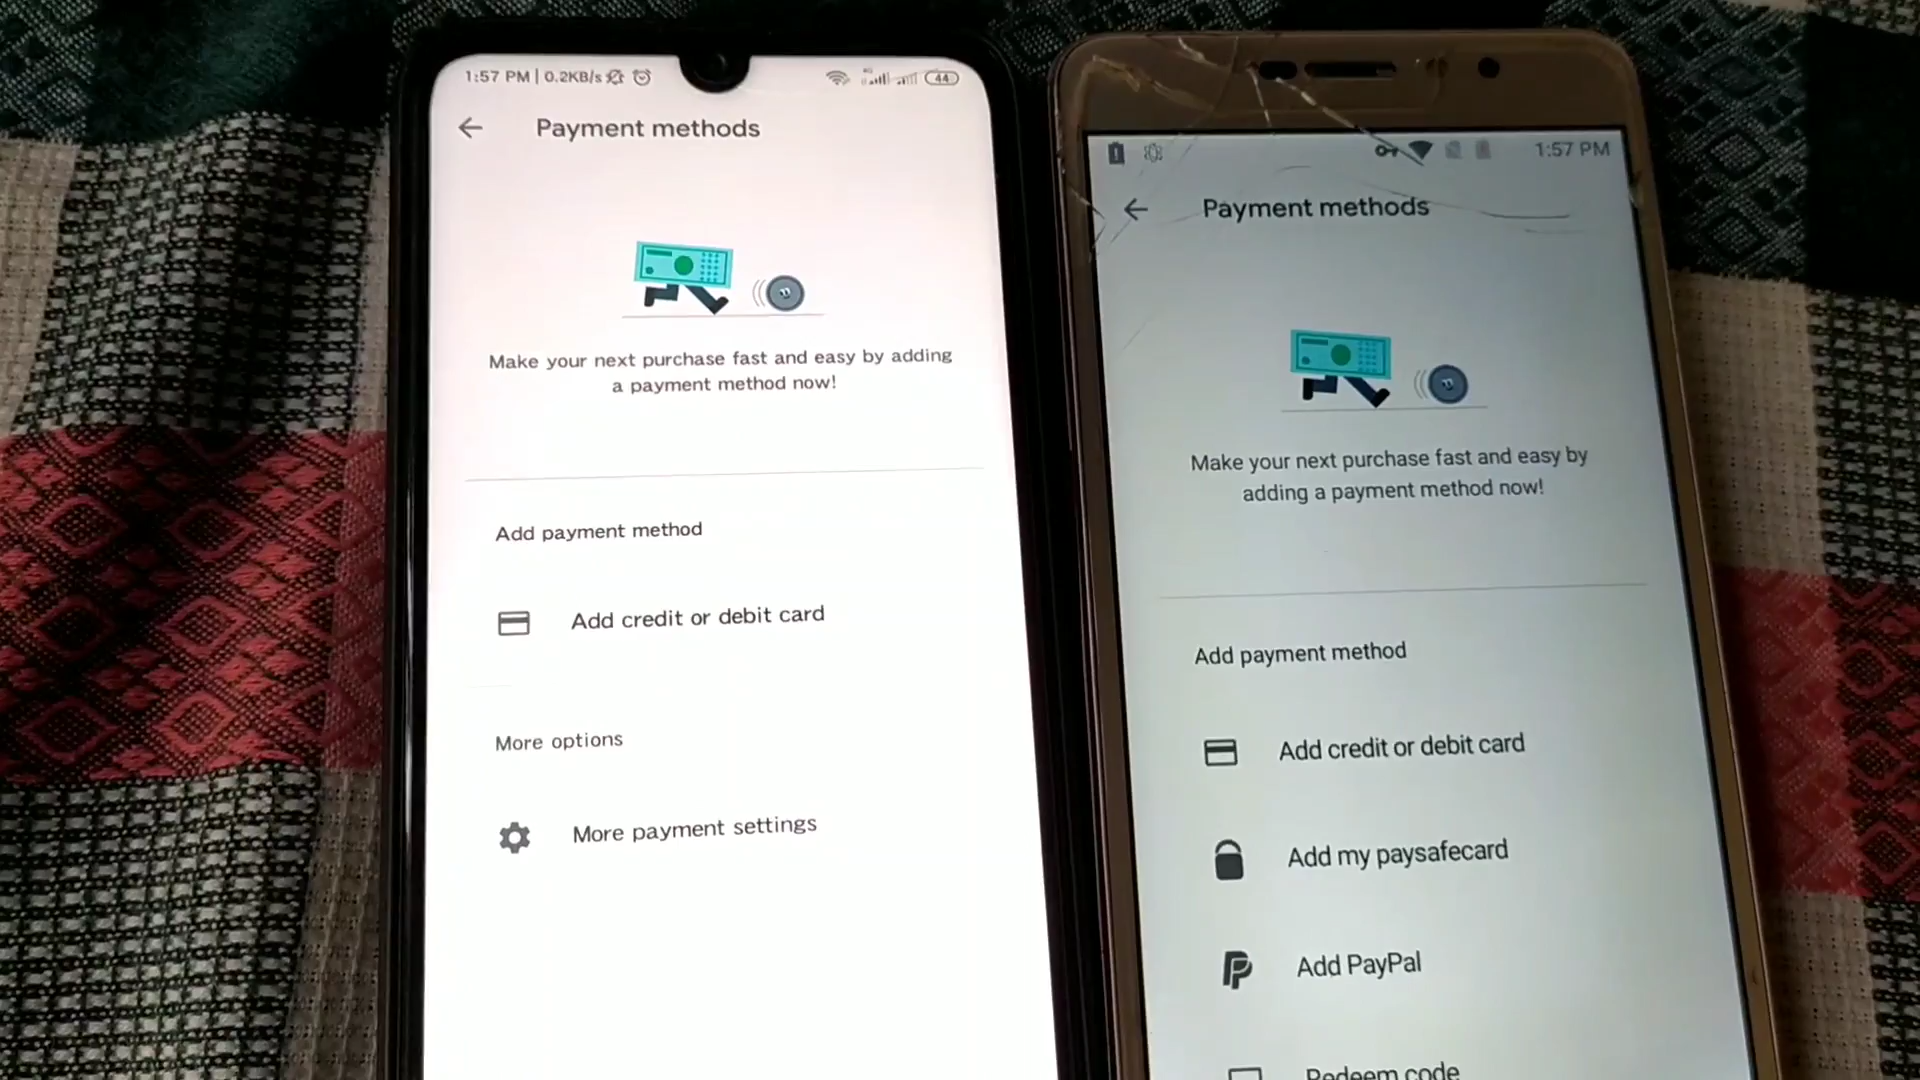 1:57 PM | 0.2KB/s
44
Payment methods
Make your next purchase fast and easy by adding
a payment method now!
Add payment method
Add credit or debit card
More options
More payment settings
1:57 PM
Payment methods
Make your next purchase fast and easy by
adding a payment method now!
Add payment method
Add credit or debit card
Add my paysafecard
Add PayPal
Redeem code